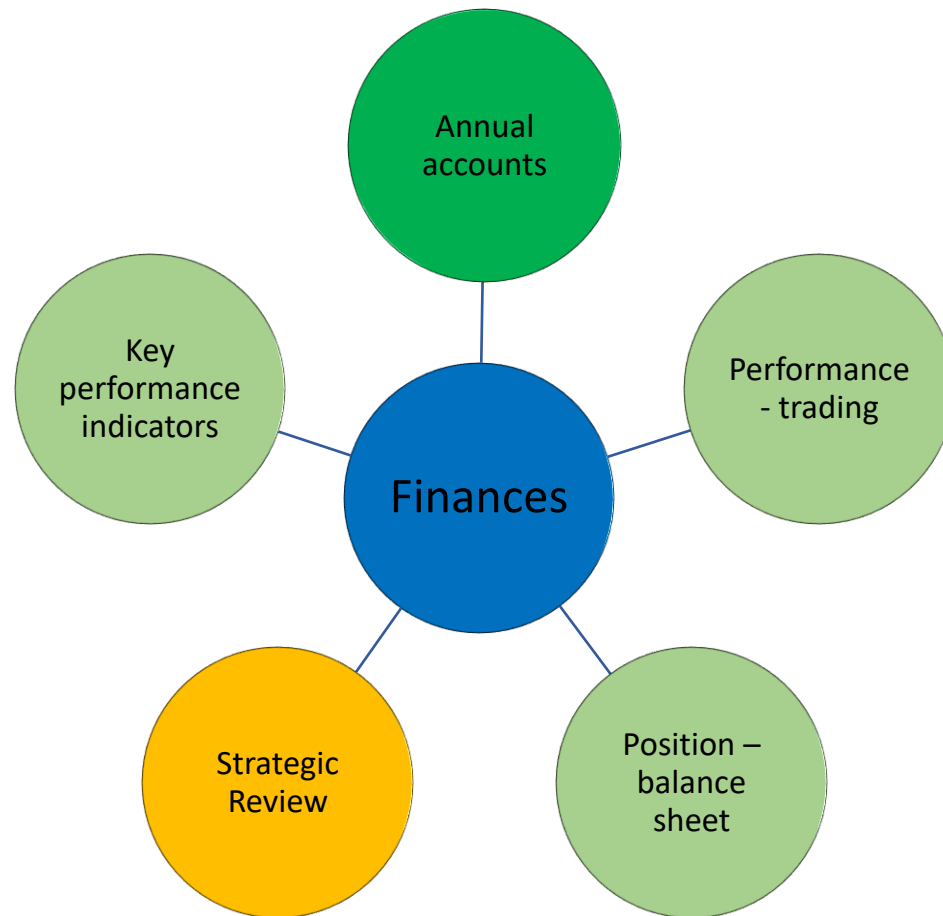 Annual
accounts
Key
performance
indicators
Performance
- trading
Finances
Strategic
Review
Position –
balance
sheet